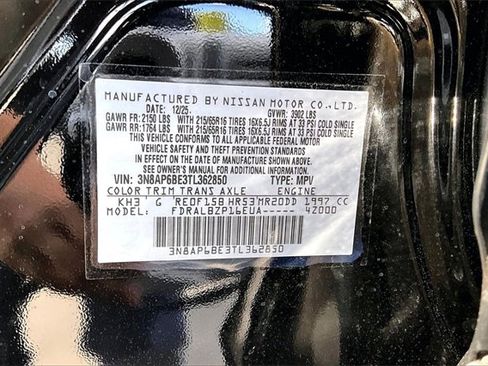 MANUFACTURED BY NISSAN MOTOR CO.,LTD.
DATE: 12/25 GVWR: 3902 LBS
GAWR FR: 2150 LBS WITH 215/65R16 TIRES 16X6.5J RIMS AT 33 PSI COLD SINGLE
GAWR RR: 1764 LBS WITH 215/65R16 TIRES 16X6.5J RIMS AT 33 PSI COLD SINGLE
THIS VEHICLE CONFORMS TO ALL APPLICABLE FEDERAL MOTOR
VEHICLE SAFETY AND THEFT PREVENTION STANDARDS
IN EFFECT ON THE DATE OF MANUFACTURE SHOWN ABOVE.
SEE OWNER'S MANUAL FOR ADDITIONAL INFORMATION.
VIN: 3N8AP6BE3TL362850 TYPE: MPV
COLOR TRIM TRANS AXLE ENGINE
KH3 G RE0F15B HR53 MR20DD 1997 CC
MODEL: FDRALBZP16EUA----- 42000
3N8AP6BE3TL362850